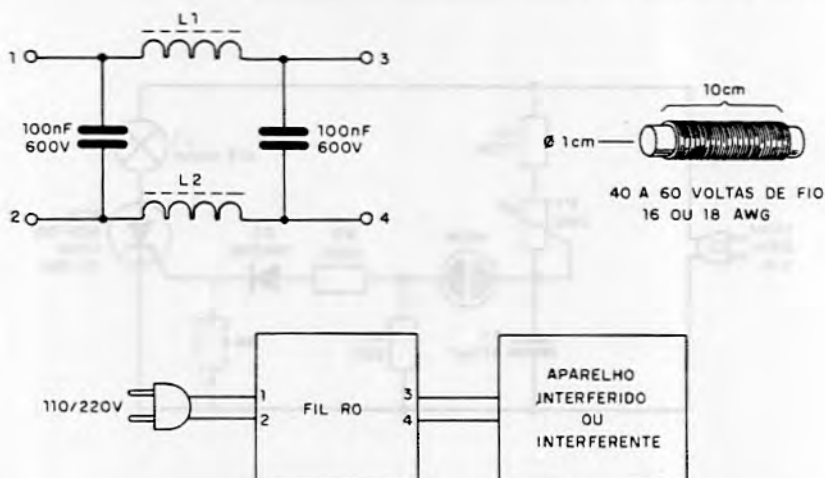 L1
1
3
100nF
600V
100nF
600V
L2
2
4
10cm
Ø 1cm
40 A 60 VOLTAS DE FIO
16 OU 18 AWG
110/220V
1
2
FIL RO
3
4
APARELHO
INTERFERIDO
OU
INTERFERENTE